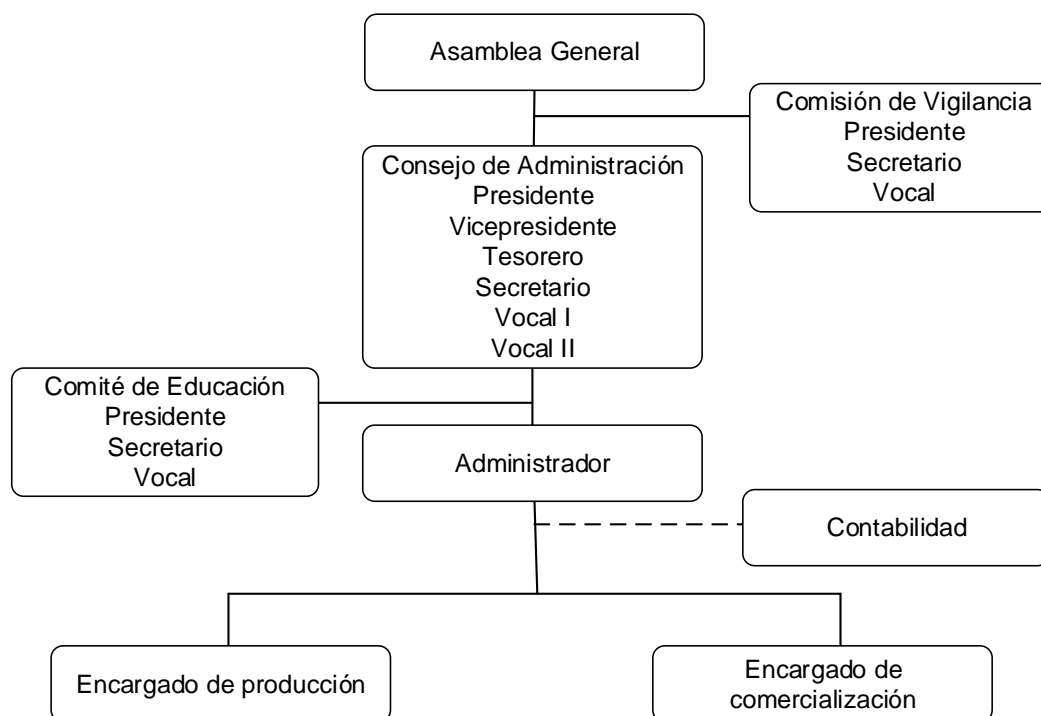 Asamblea General
Comisión de Vigilancia
Presidente
Secretario
Vocal
Consejo de Administración
Presidente
Vicepresidente
Tesorero
Secretario
Vocal I
Vocal II
Comité de Educación
Presidente
Secretario
Vocal
Administrador
Contabilidad
Encargado de producción
Encargado de
comercialización